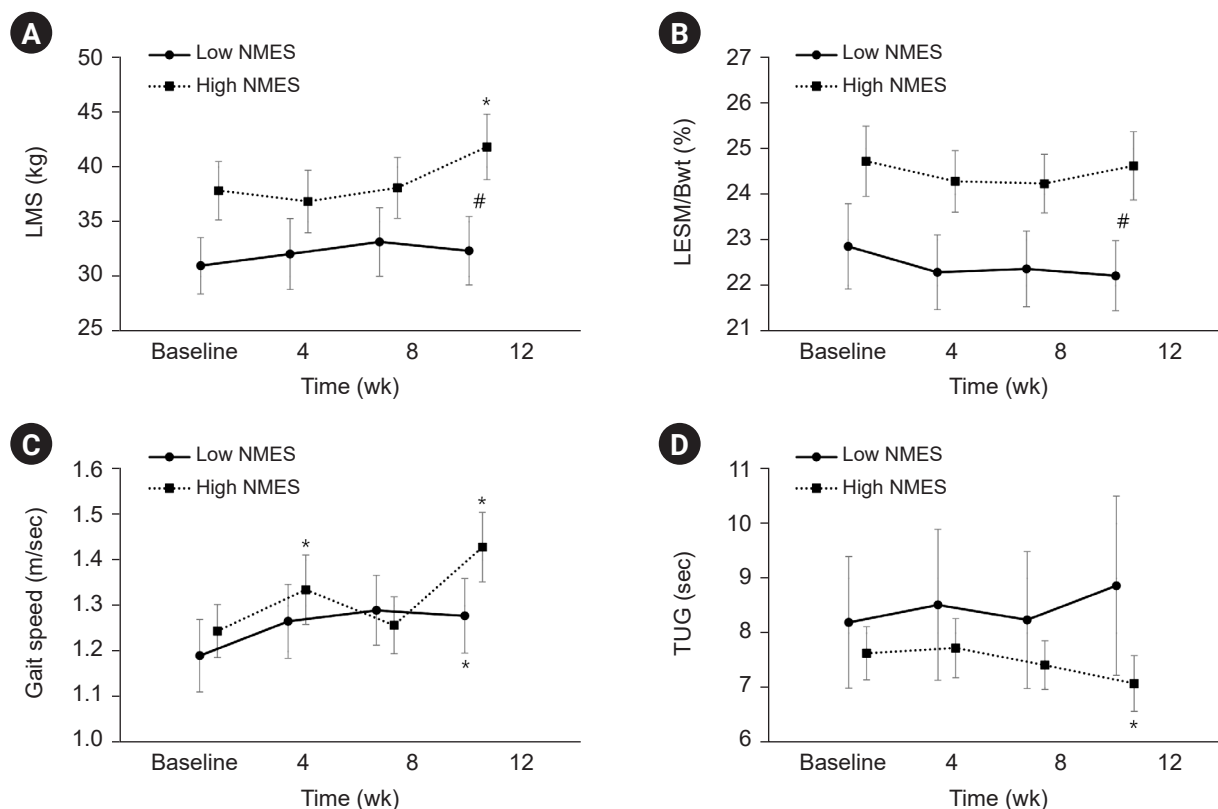 A
50
45
40
35
30
25
LMS (kg)
Low NMES
High NMES
*
#
Baseline 4 8 12
Time (wk)
B
27
26
25
24
23
22
21
LESM/Bwt (%)
Low NMES
High NMES
#
Baseline 4 8 12
Time (wk)
C
1.6
1.5
1.4
1.3
1.2
1.1
1.0
Gait speed (m/sec)
Low NMES
High NMES
*
*
*
Baseline 4 8 12
Time (wk)
D
11
10
9
8
7
6
TUG (sec)
Low NMES
High NMES
*
Baseline 4 8 12
Time (wk)